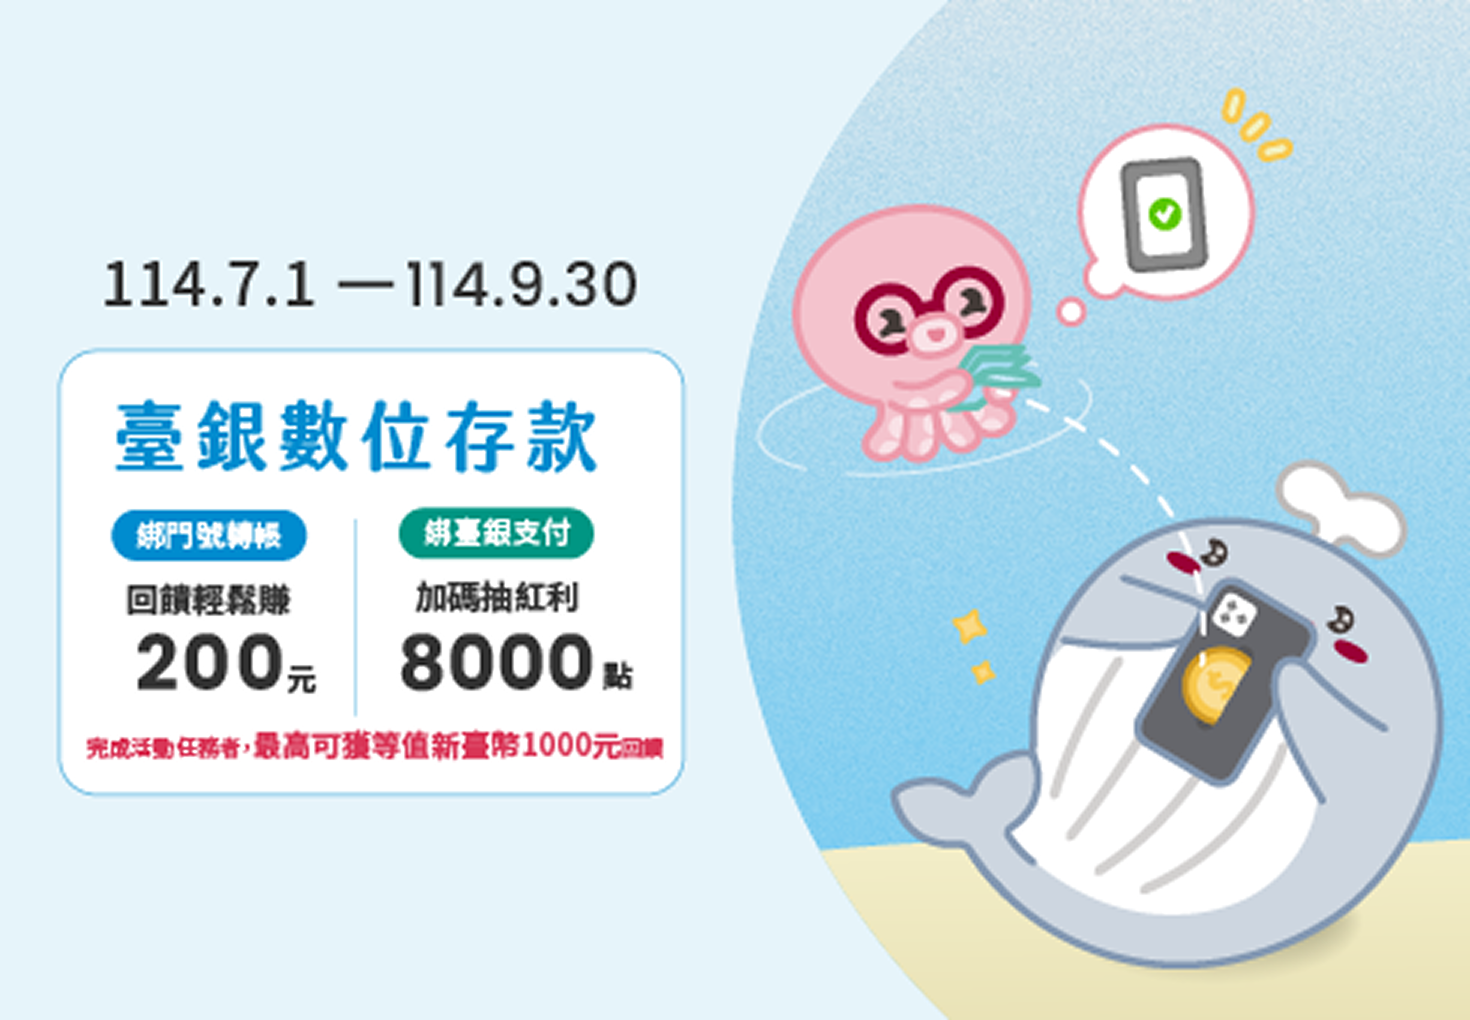 114.7.1 — 114.9.30
臺銀數位存款
綁門號轉帳
回饋輕鬆賺
200元
綁臺銀支付
加碼抽紅利
8000點
完成活動任務者,最高可獲等值新臺幣1000元回饋